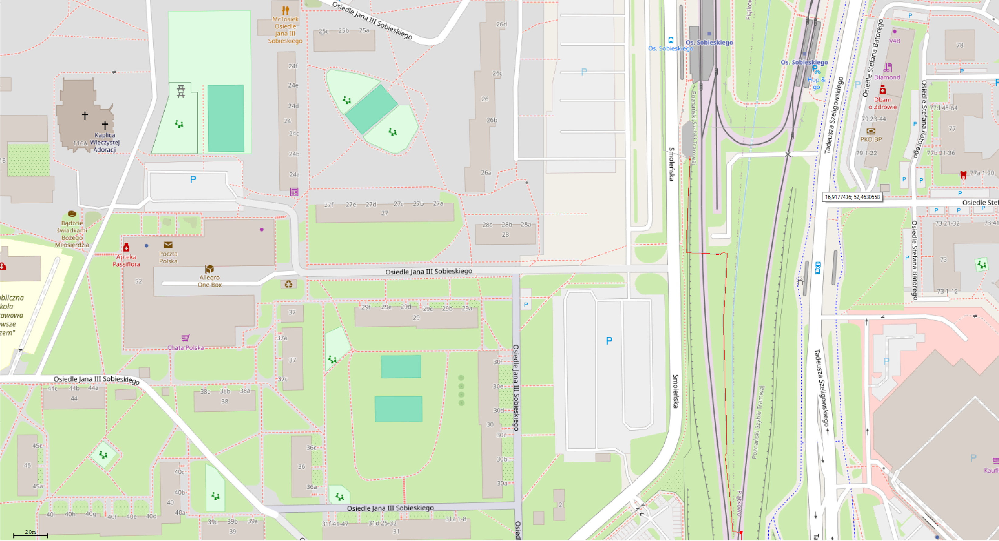 Osiedle Jana III Sobieskiego
McTosiek
Osiedle
Jana III
Sobieskiego
25c
25b
25a
26d
Os. Sobieskiego
Os. Sobieskiego
Os. Sobieskiego
Hop &
go
V4B
Diamond
78
24f
24e
24d
24
24c
24b
24a
26c
26
26b
26a
Kaplica
Wieczystej
Adoracji
116A
16
P
P
Poznański Szybki Tramwaj
Smoleńska
Tadeusza Szeligowskiego
Osiedle Stefana Batorego
Osiedle Stefana Batorego
Dbam
o Zdrowie
79 23-44
PKO BP
79 1-22
77d 45-64
77
77b 21-36
77a 1-20
16,9177436; 52,4630558
27f
27e
27d
27c
27b
27a
27
28c
28b
28a
28
Bądźcie
świadkami
Bożego
Miłosierdzia
Apteka
Passiflora
Poczta
Polska
Allegro
One Box
52
Osiedle Jana III Sobieskiego
Osiedle Stefana Batorego
73 21-32
73 41
73
73 1-12
Chata Polska
37
37a
37
37c
29f
29e
29d
29c
29b
29a
29
P
P
30f
30e
30d
30
30c
30b
30a
Osiedle Jana III Sobieskiego
Smoleńska
Poznański Szybki Tramwaj
Piątkowo
Tadeusza Szeligowskiego
P
P
Osiedle Jana III Sobieskiego
44c
44b
44a
44
38c
38b
38a
38
45c
45
45a
36c
36
36a
40c
40b
40
40a
40i
40h
40g
40f
40e
40d
39c
39b
39a
39
Osiedle Jana III Sobieskiego
31f 41-47
31d 25-32
31a 1-8
31
2
20m